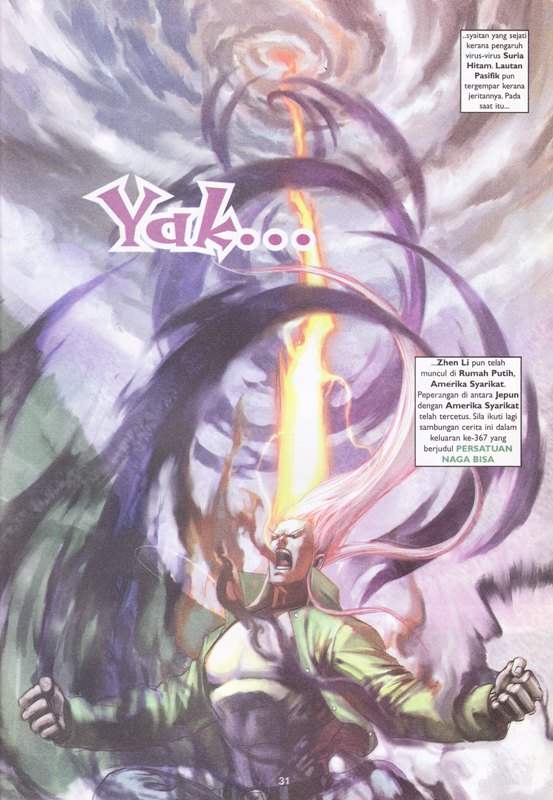 ...syaitan yang sejati
kerana pengaruh
virus-virus Suria
Hitam. Lautan
Pasifik pun
tergempar kerana
jeritannya. Pada
saat itu...
Yak...
...Zhen Li pun telah
muncul di Rumah Putih,
Amerika Syarikat.
Peperangan di antara Jepun
dengan Amerika Syarikat
telah tercetus. Sila ikuti lagi
sambungan cerita ini dalam
keluaran ke-367 yang
berjudul PERSATUAN
NAGA BISA
31